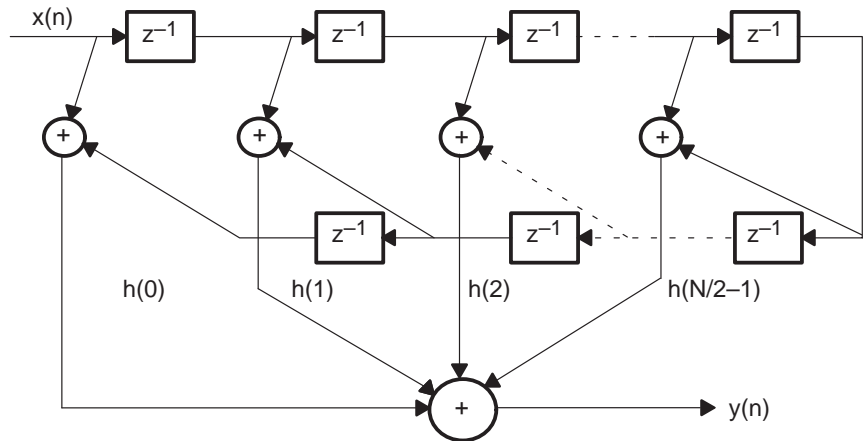 x(n)
z–1 z–1 z–1 z–1
+ + + +
z–1 z–1 z–1
h(0) h(1) h(2) h(N/2–1)
+ y(n)